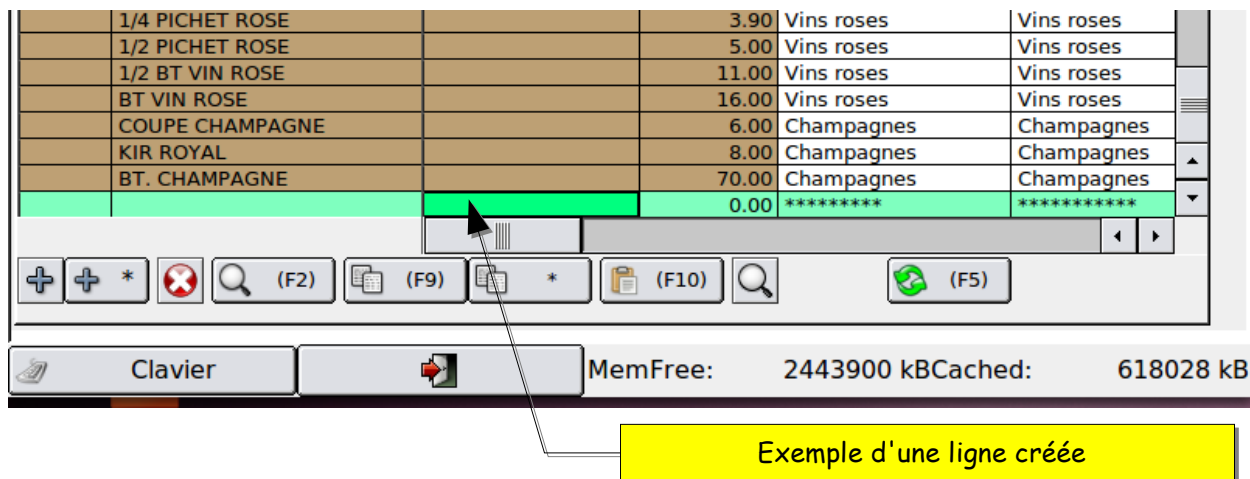 1/4 PICHET ROSE 3.90 Vins roses Vins roses
1/2 PICHET ROSE 5.00 Vins roses Vins roses
1/2 BT VIN ROSE 11.00 Vins roses Vins roses
BT VIN ROSE 16.00 Vins roses Vins roses
COUPE CHAMPAGNE 6.00 Champagnes Champagnes
KIR ROYAL 8.00 Champagnes Champagnes
BT. CHAMPAGNE 70.00 Champagnes Champagnes
0.00 ********* ***********
* (F2) (F9) * (F10) (F5)
Clavier MemFree: 2443900 kBCached: 618028 kB
Exemple d'une ligne créée